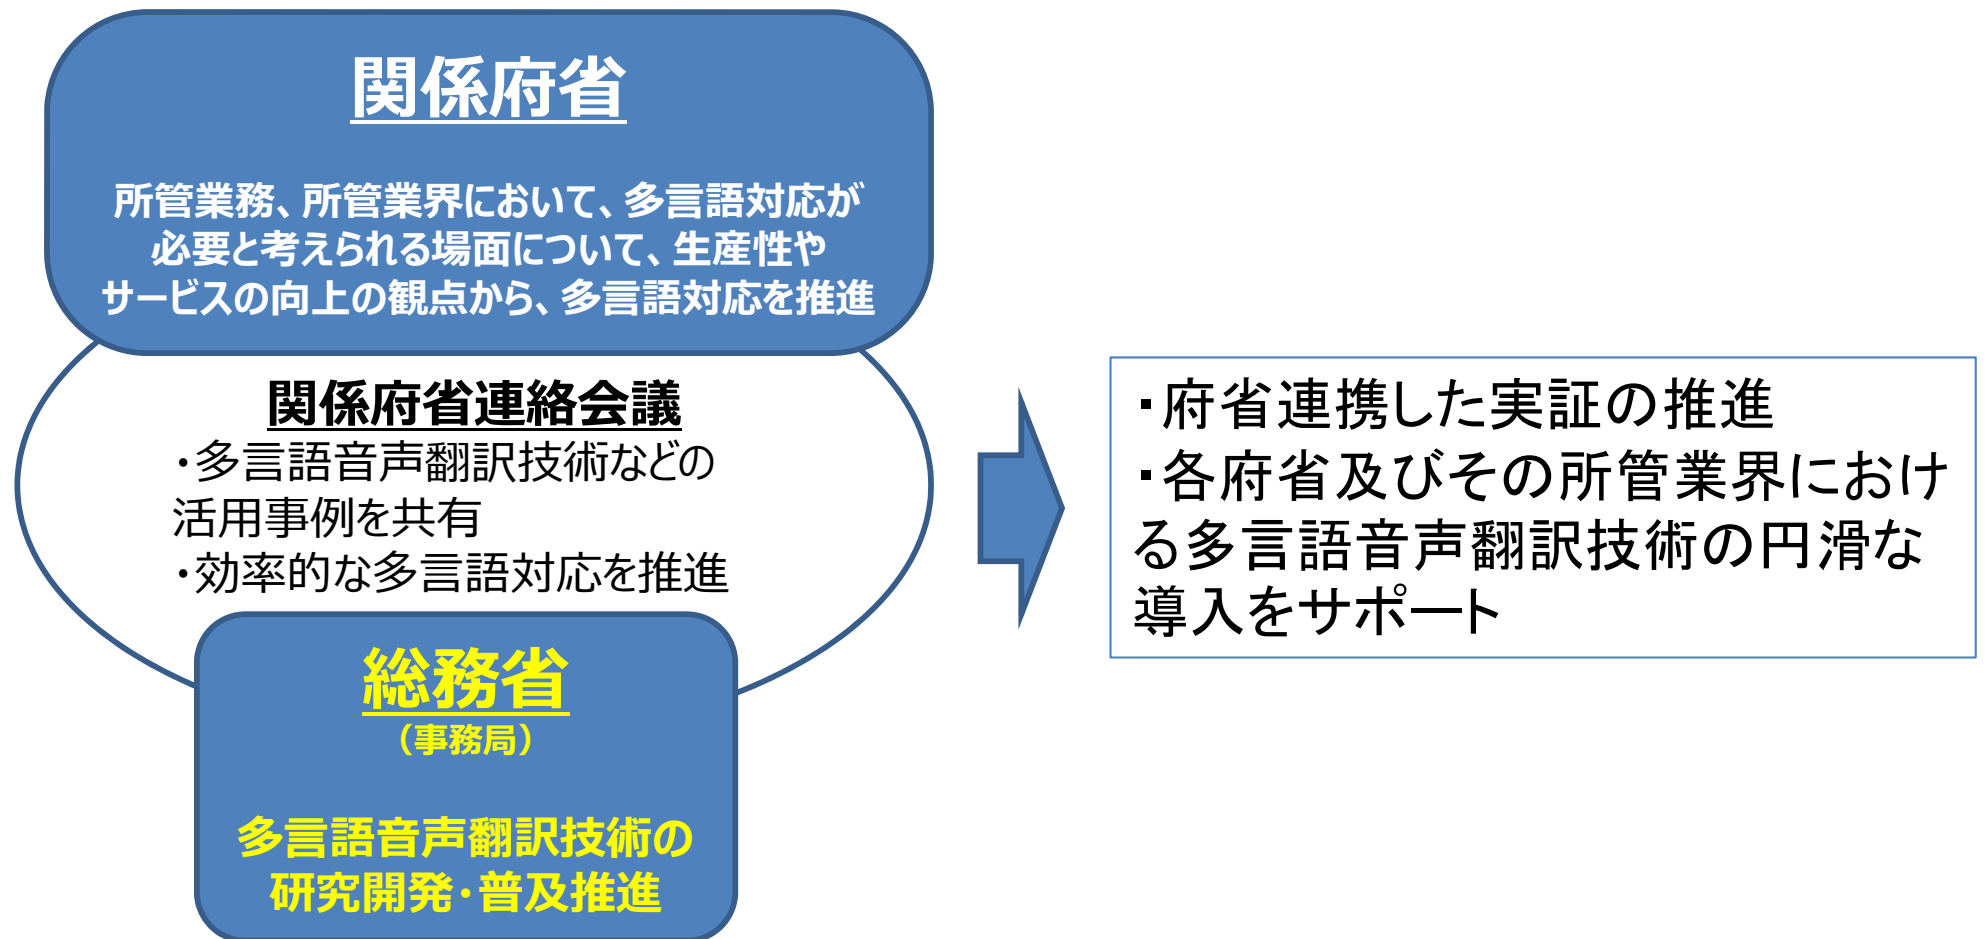 関係府省
所管業務、所管業界において、多言語対応が
必要と考えられる場面について、生産性や
サービスの向上の観点から、多言語対応を推進
関係府省連絡会議
・多言語音声翻訳技術などの
活用事例を共有
・効率的な多言語対応を推進
総務省
（事務局）
多言語音声翻訳技術の
研究開発・普及推進
・府省連携した実証の推進
・各府省及びその所管業界におけ
る多言語音声翻訳技術の円滑な
導入をサポート